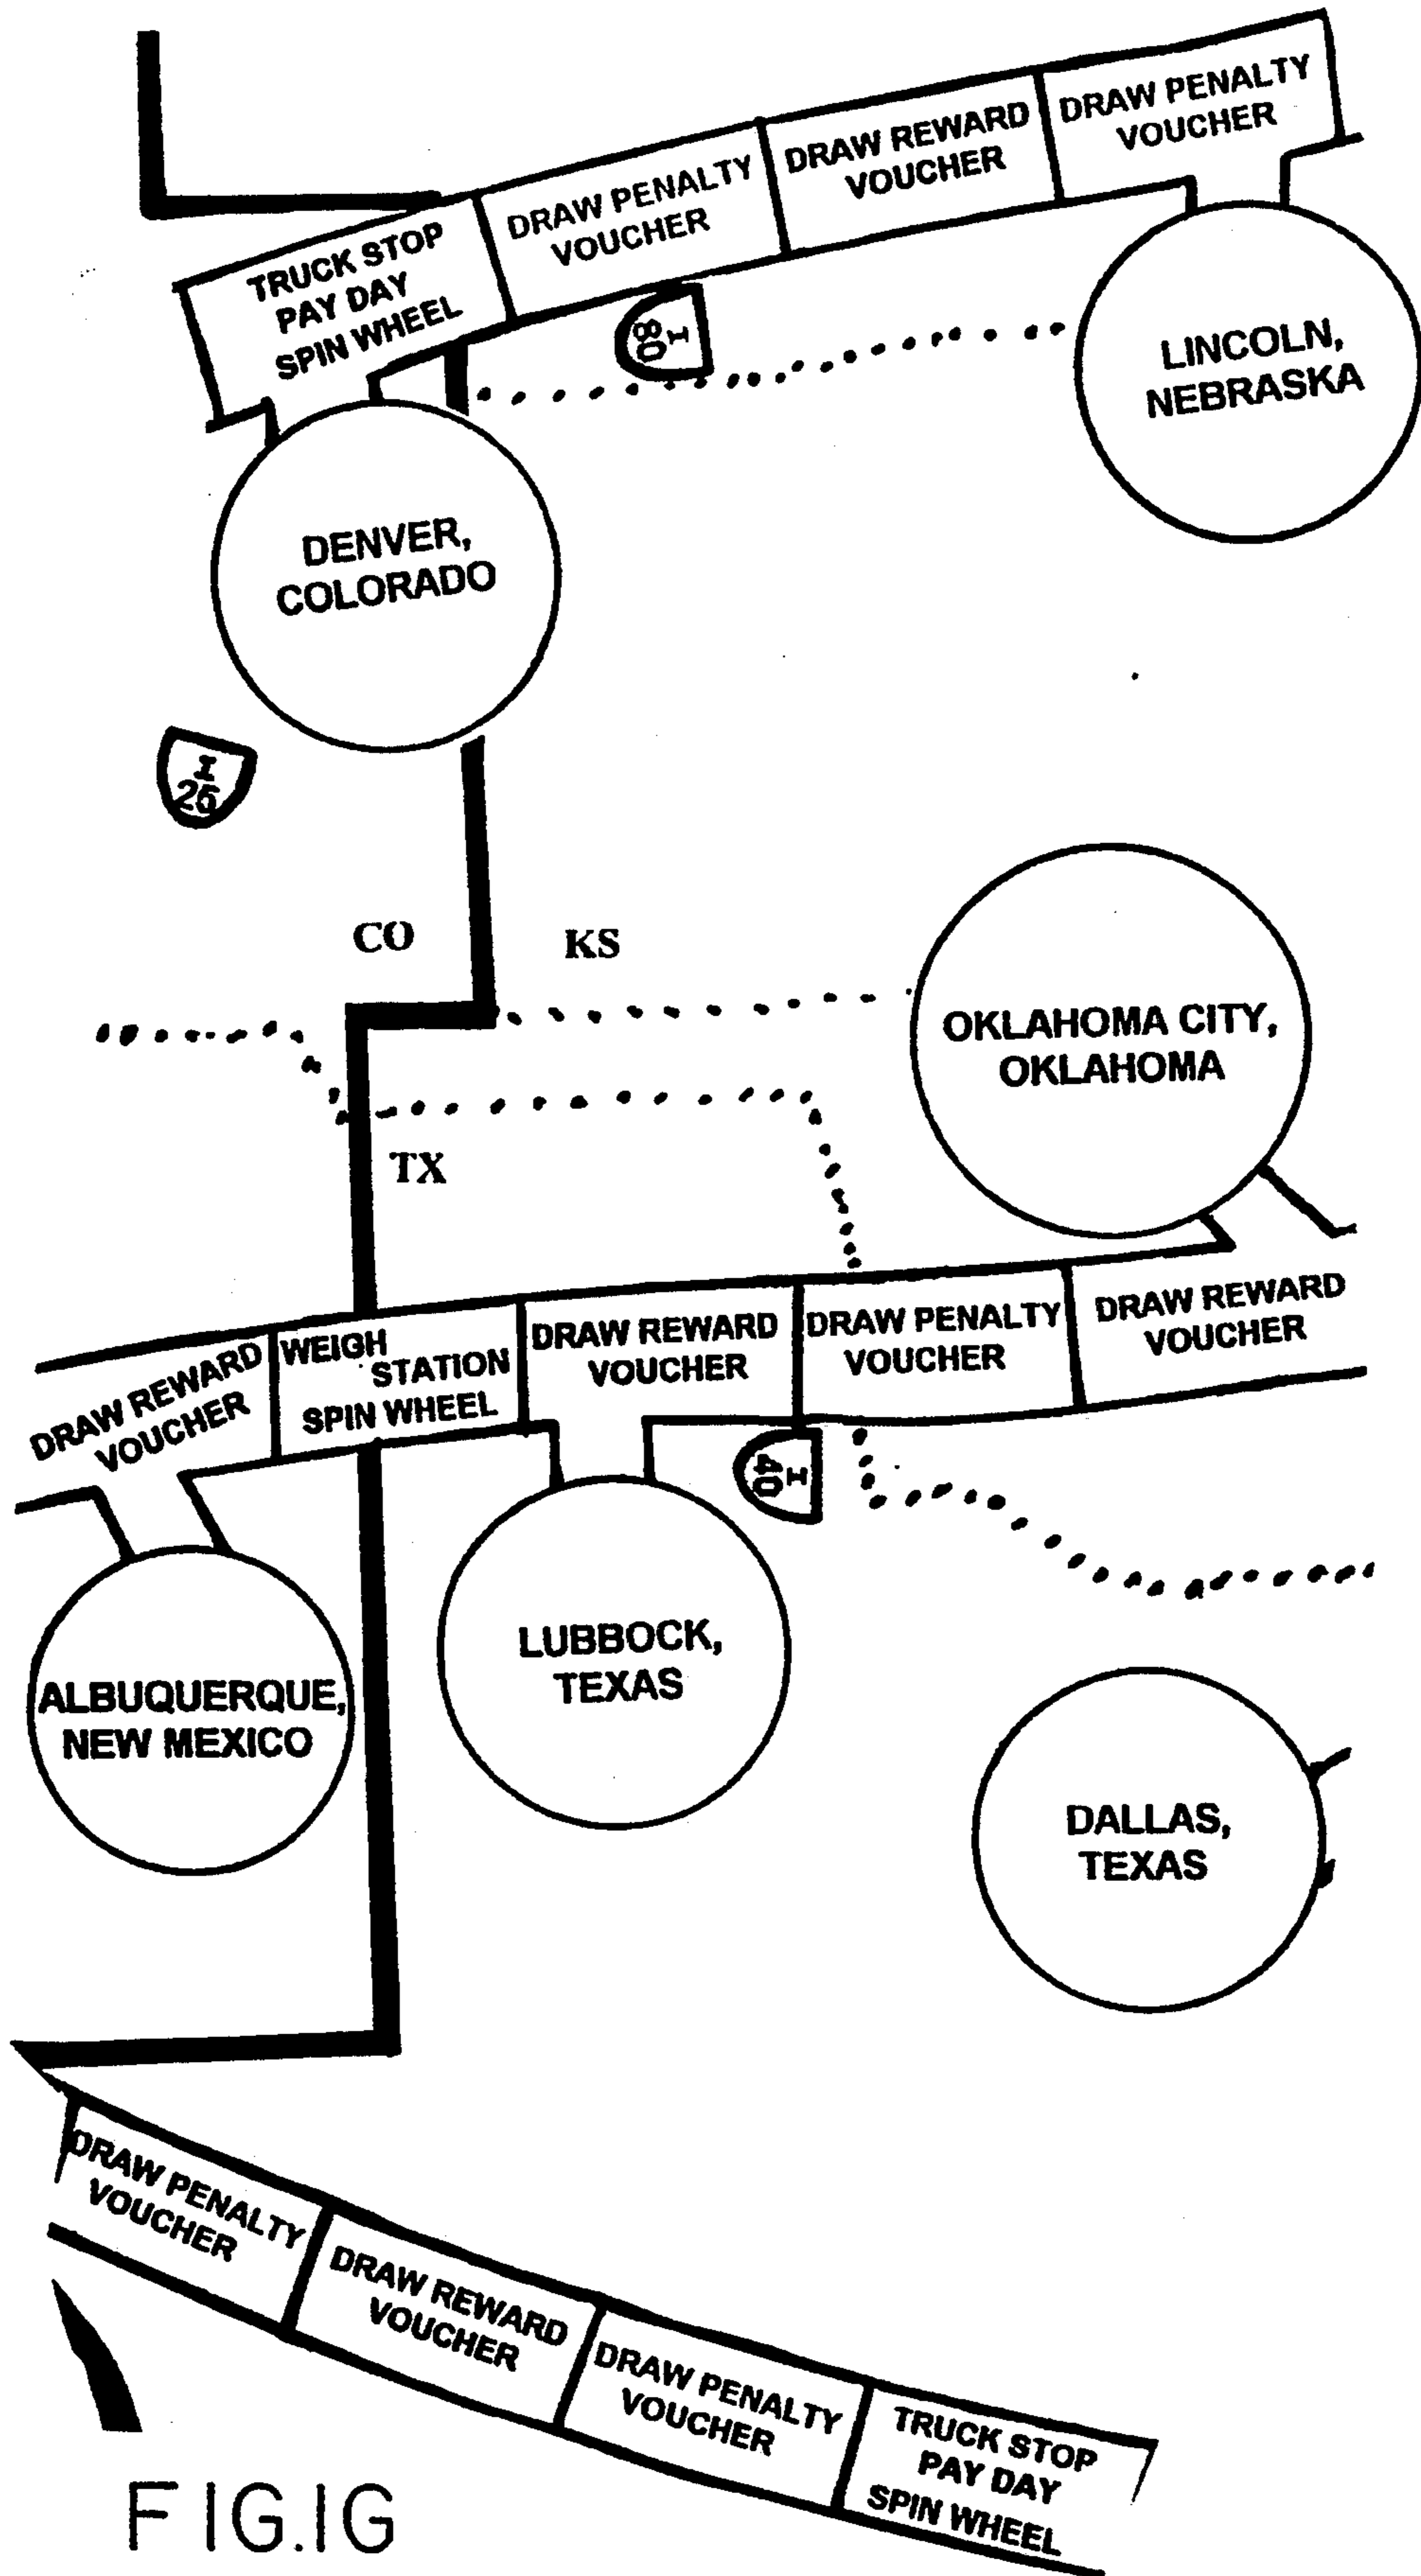 DRAW PENALTY
VOUCHER
DRAW REWARD
VOUCHER
DRAW PENALTY
VOUCHER
TRUCK STOP
PAY DAY
SPIN WHEEL
I
80
LINCOLN,
NEBRASKA
DENVER,
COLORADO
I
25
CO
KS
OKLAHOMA CITY,
OKLAHOMA
TX
DRAW REWARD
VOUCHER
WEIGH
STATION
SPIN WHEEL
DRAW REWARD
VOUCHER
DRAW PENALTY
VOUCHER
DRAW REWARD
VOUCHER
I
40
LUBBOCK,
TEXAS
ALBUQUERQUE,
NEW MEXICO
DALLAS,
TEXAS
DRAW PENALTY
VOUCHER
DRAW REWARD
VOUCHER
DRAW PENALTY
VOUCHER
TRUCK STOP
PAY DAY
SPIN WHEEL
FIG.1G